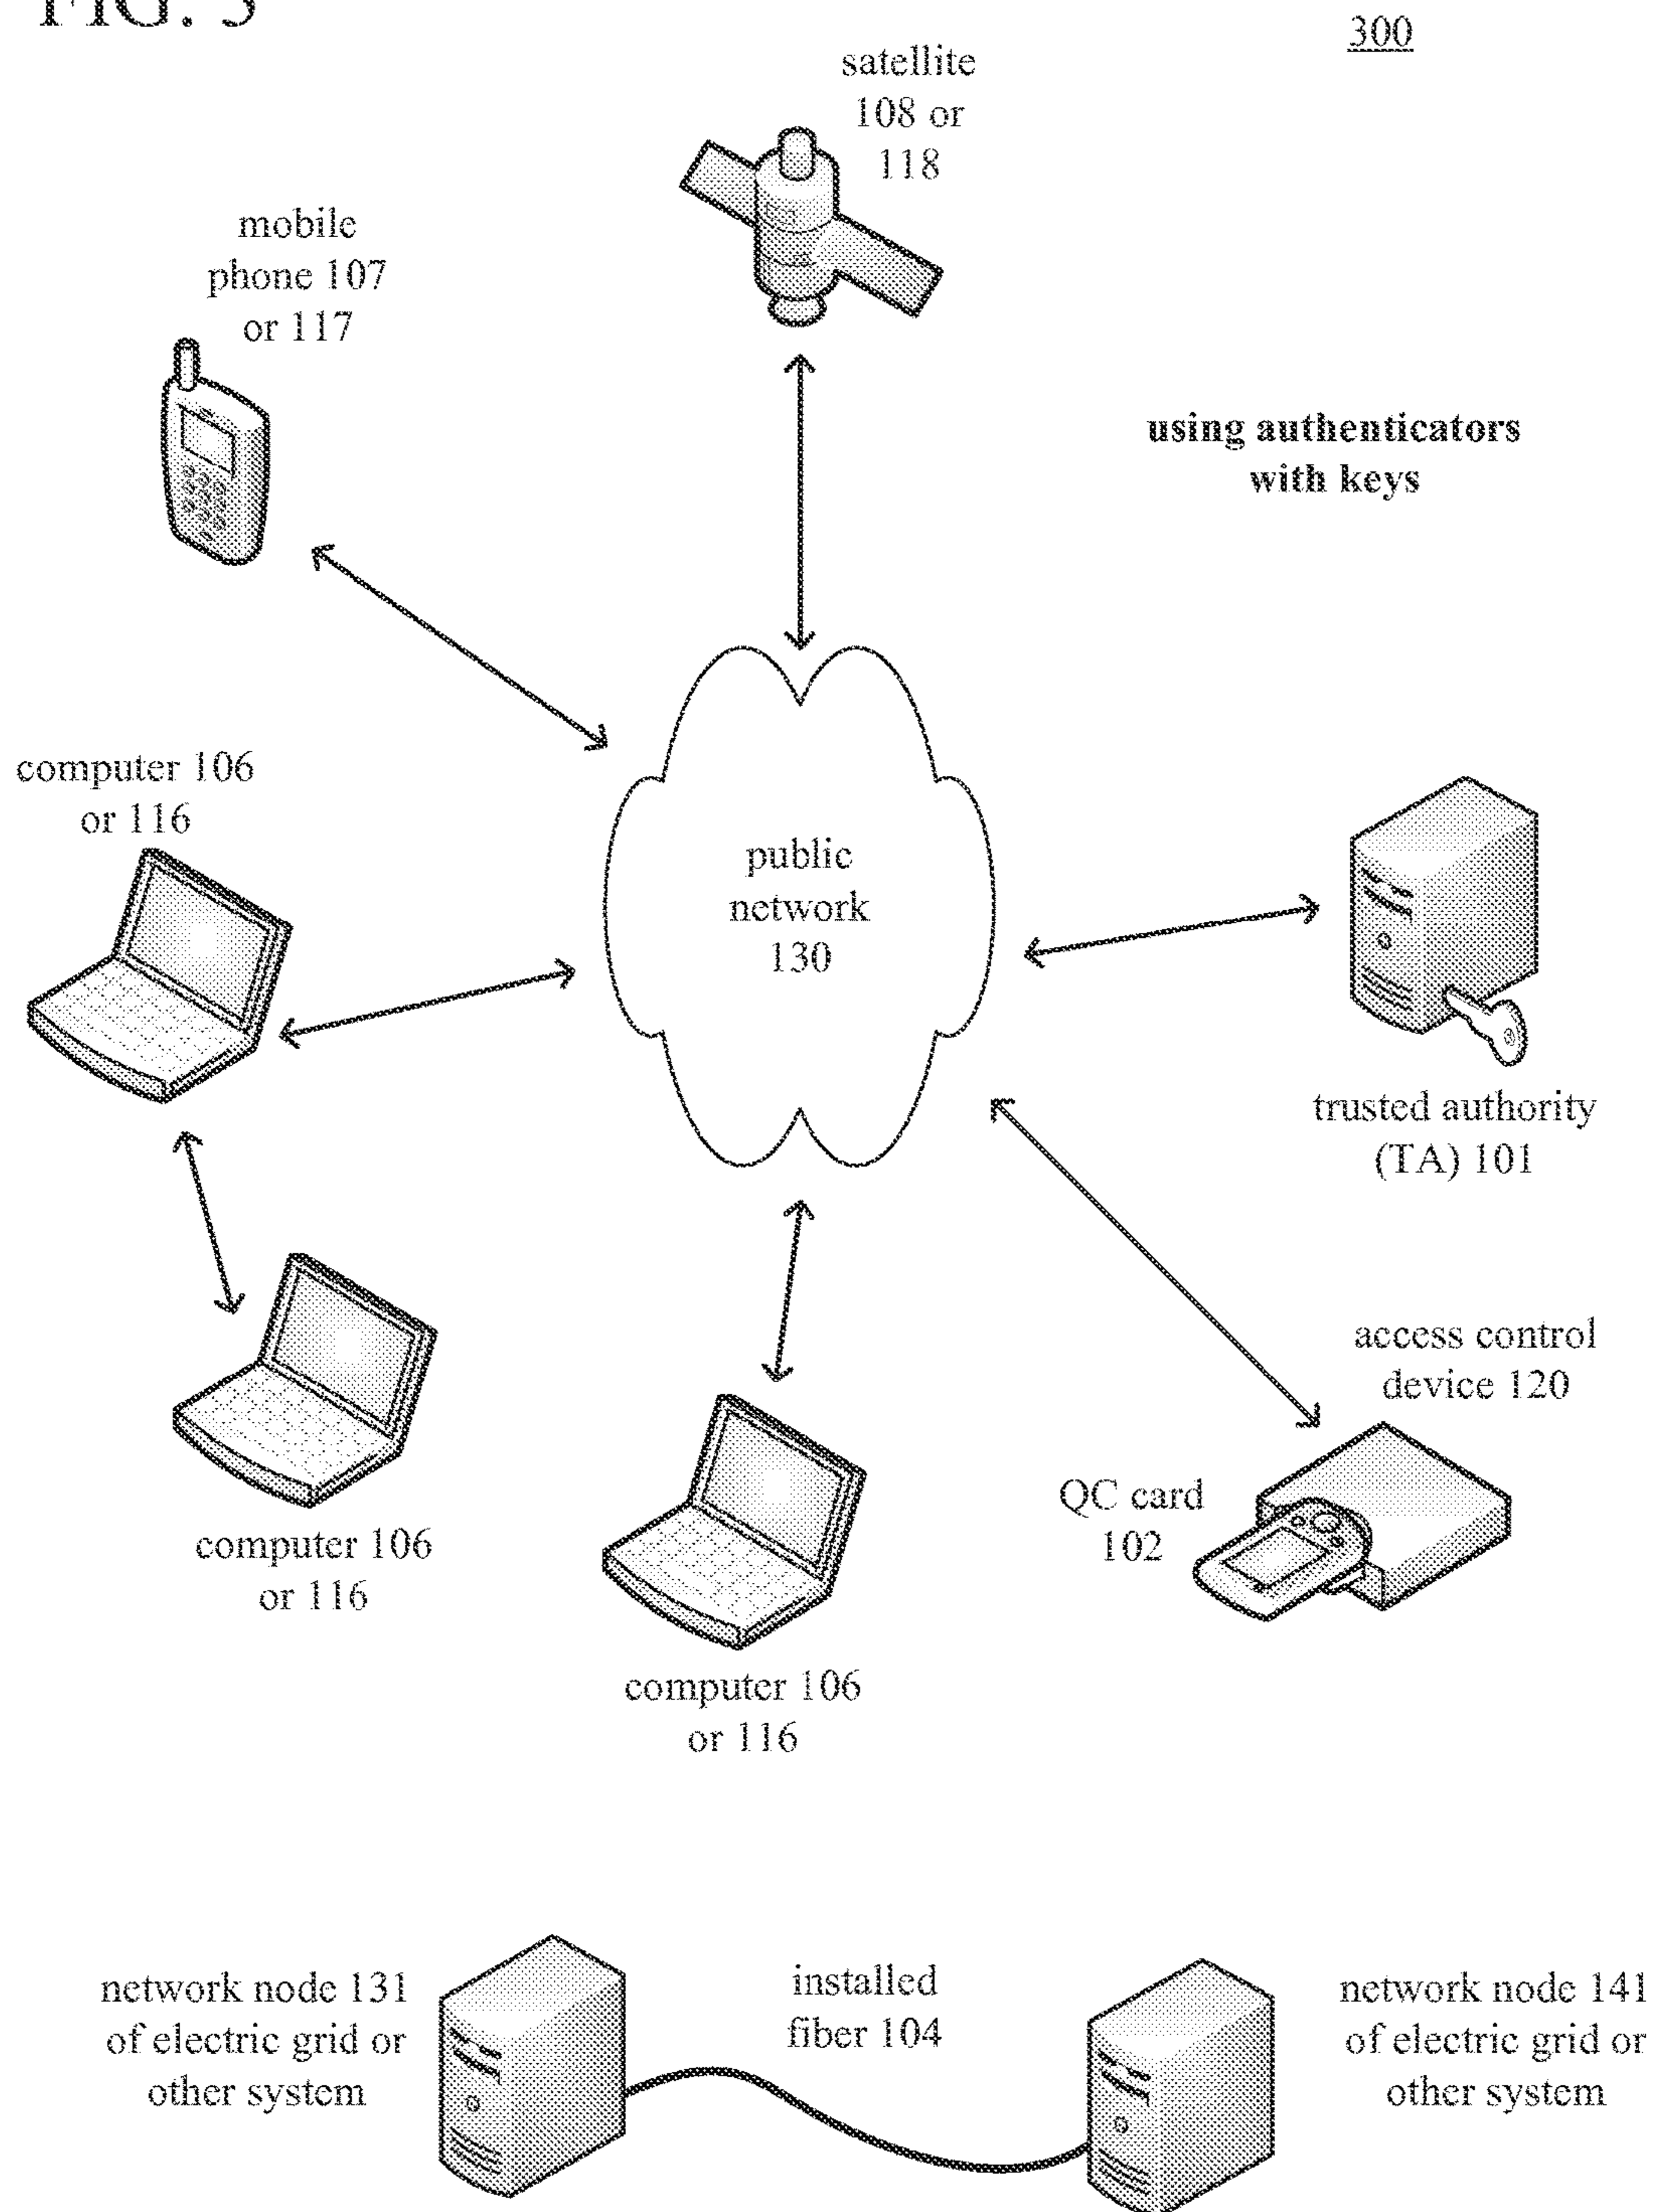 FIG. 3
300
satellite
108 or
118
mobile
phone 107
or 117
using authenticators
with keys
computer 106
or 116
public
network
130
trusted authority
(TA) 101
access control
device 120
QC card
102
computer 106
or 116
computer 106
or 116
network node 131
of electric grid or
other system
installed
fiber 104
network node 141
of electric grid or
other system